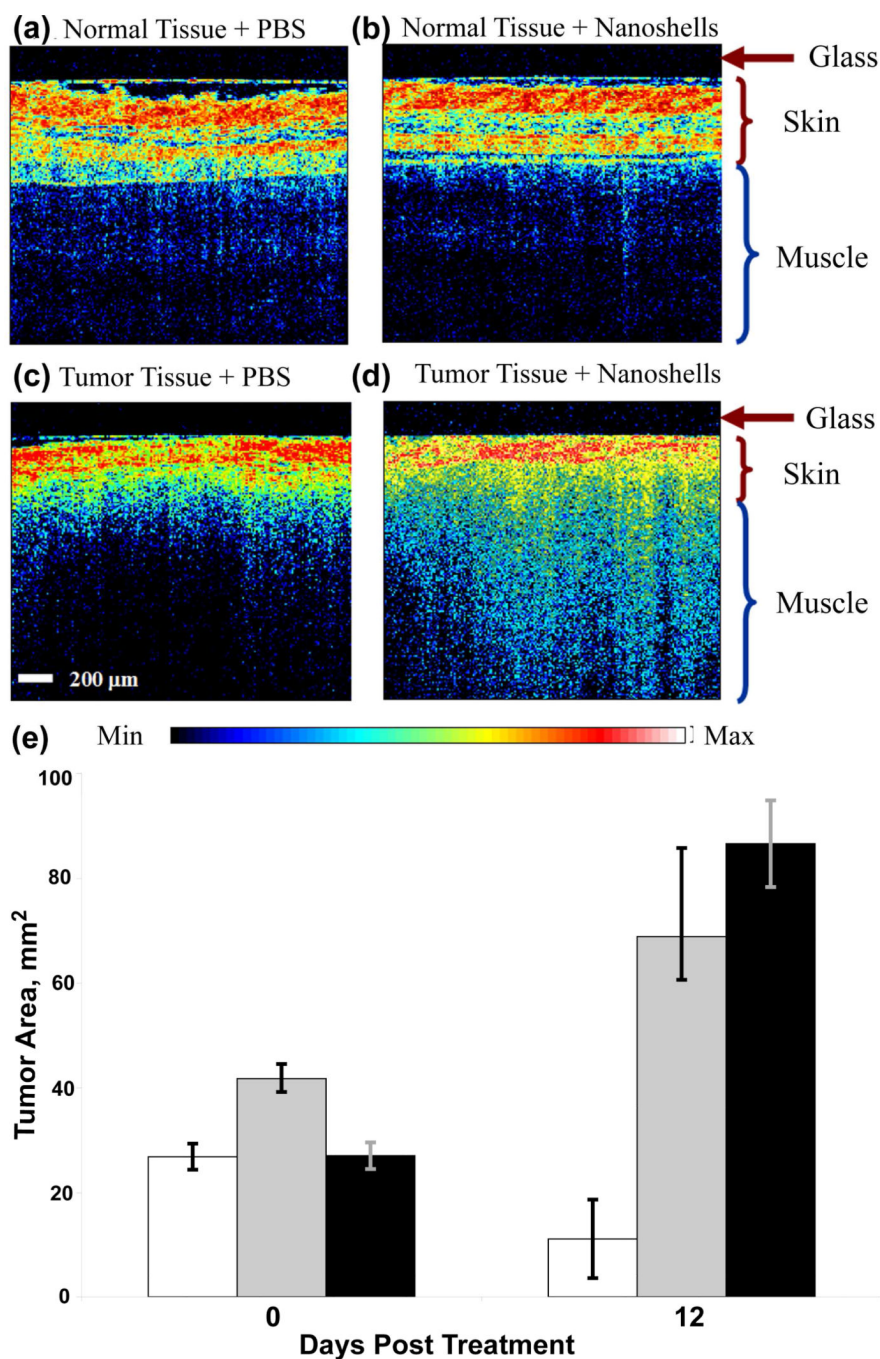 (a) Normal Tissue + PBS
(b) Normal Tissue + Nanoshells
Glass
Skin
Muscle
(c) Tumor Tissue + PBS
(d) Tumor Tissue + Nanoshells
Glass
Skin
Muscle
200 µm
(e) Min Max
100
80
60
40
20
0
Tumor Area, mm²
0 12
Days Post Treatment